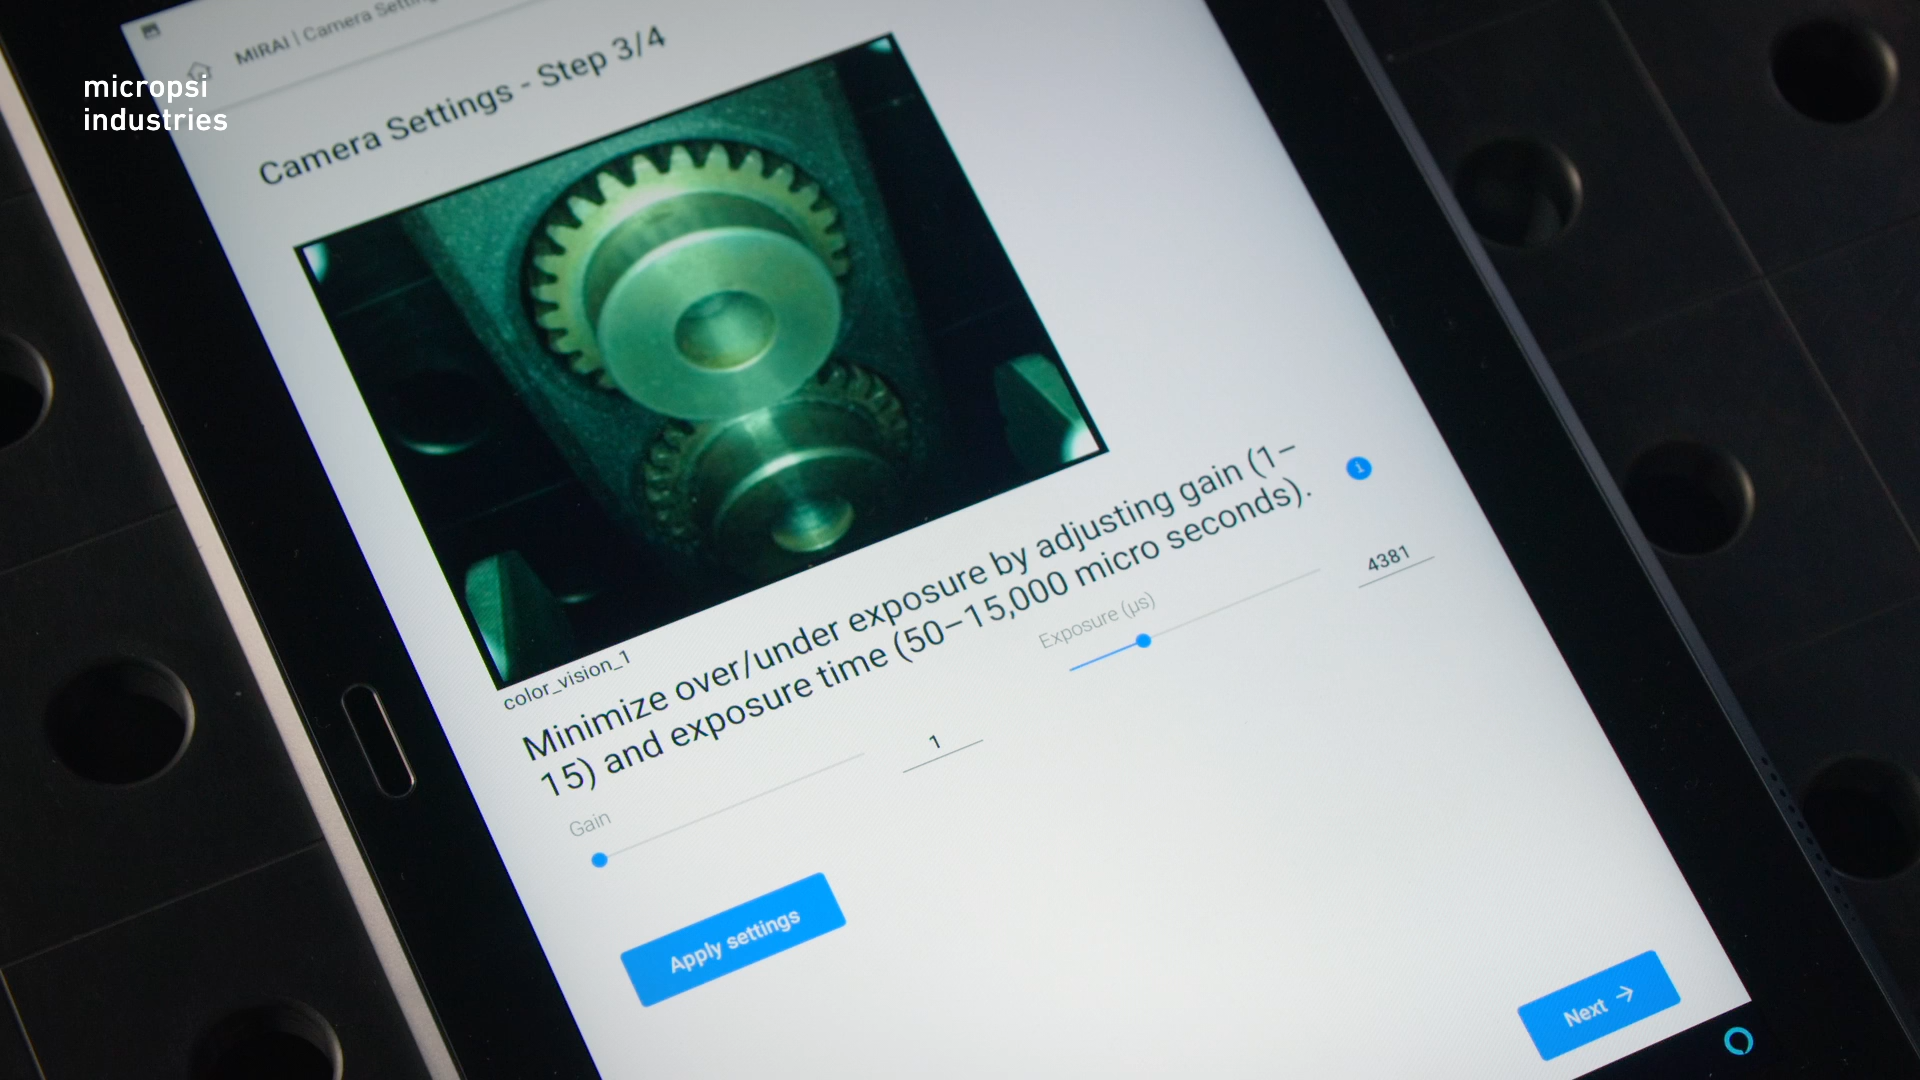 micropsi
industries
MIRAI | Camera Setting
Camera Settings - Step 3/4
color_vision_1
Minimize over/under exposure by adjusting gain (1–
15) and exposure time (50–15,000 micro seconds).
i
Gain
1
Exposure (µs)
4381
Apply settings
Next →